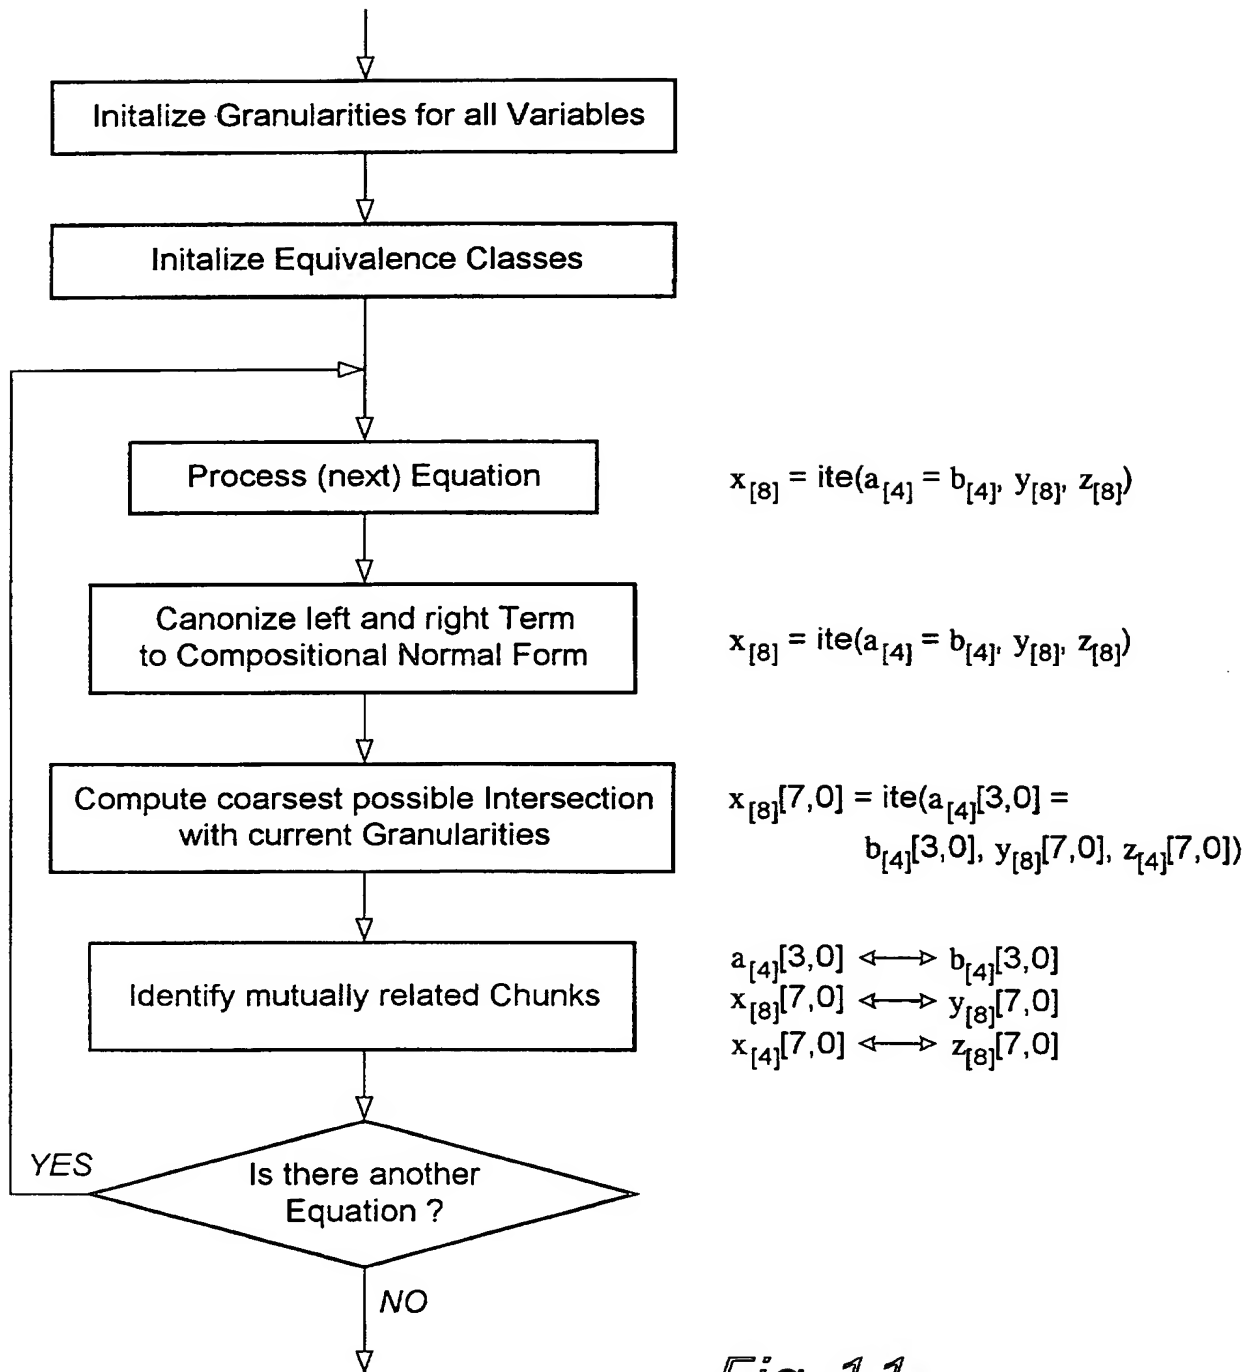 Initalize Granularities for all Variables
Initalize Equivalence Classes
Process (next) Equation
x[8] = ite(a[4] = b[4], y[8], z[8])
Canonize left and right Term
to Compositional Normal Form
x[8] = ite(a[4] = b[4], y[8], z[8])
Compute coarsest possible Intersection
with current Granularities
x[8][7,0] = ite(a[4][3,0] =
b[4][3,0], y[8][7,0], z[4][7,0])
Identify mutually related Chunks
a[4][3,0] ◁—▷ b[4][3,0]
x[8][7,0] ◁—▷ y[8][7,0]
x[4][7,0] ◁—▷ z[8][7,0]
YES
Is there another
Equation ?
NO
Fig. 11